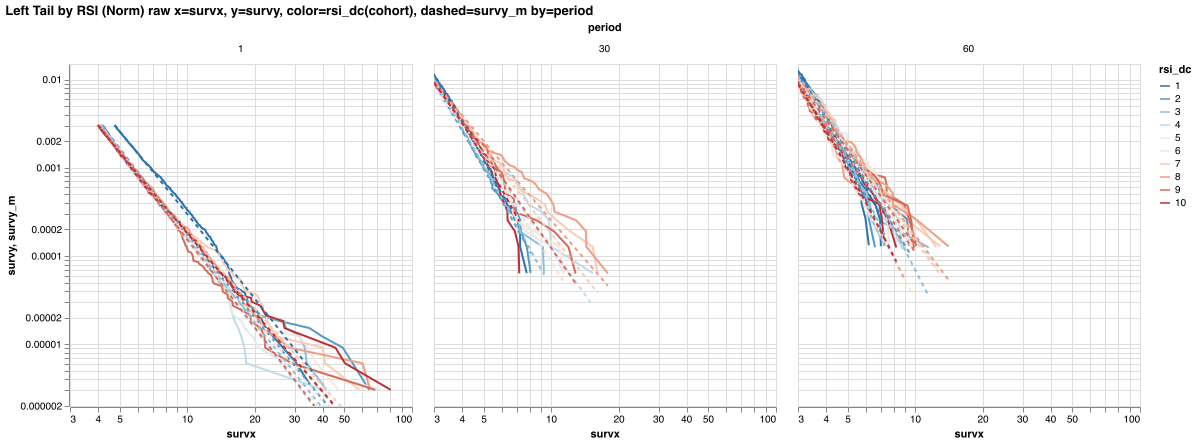 Left Tail by RSI (Norm) raw x=survx, y=survy, color=rsi_dc(cohort), dashed=survy_m by=period
period
1 30 60
rsi_dc
1
2
3
4
5
6
7
8
9
10
survy, survy_m
0.01
0.002
0.001
0.0002
0.0001
0.00002
0.00001
0.000002
3 4 5 10 20 30 50 100
3 4 5 10 20 30 50 100
3 4 5 10 20 30 50 100
survx survx survx